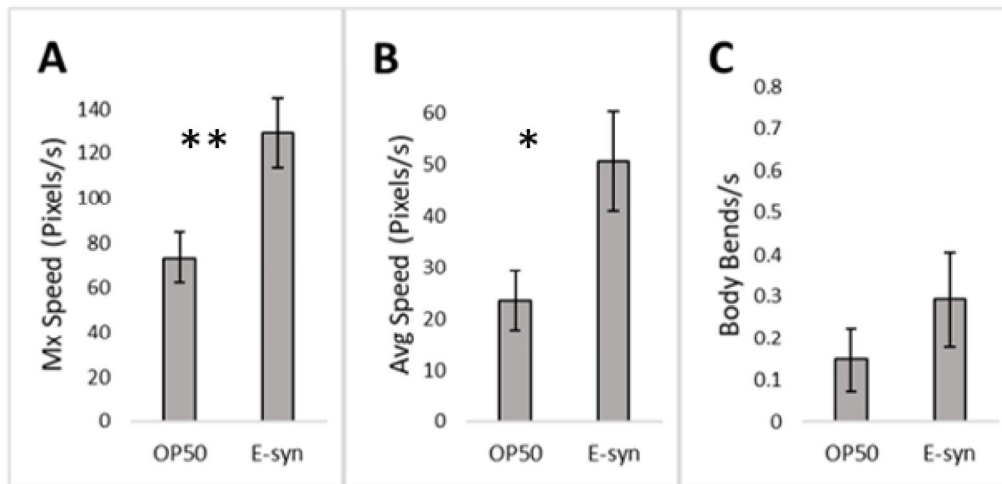 A
Mx Speed (Pixels/s)
140
120
100
80
60
40
20
0
**
OP50 E-syn
B
Avg Speed (Pixels/s)
60
50
40
30
20
10
0
*
OP50 E-syn
C
Body Bends/s
0.8
0.7
0.6
0.5
0.4
0.3
0.2
0.1
0
OP50 E-syn